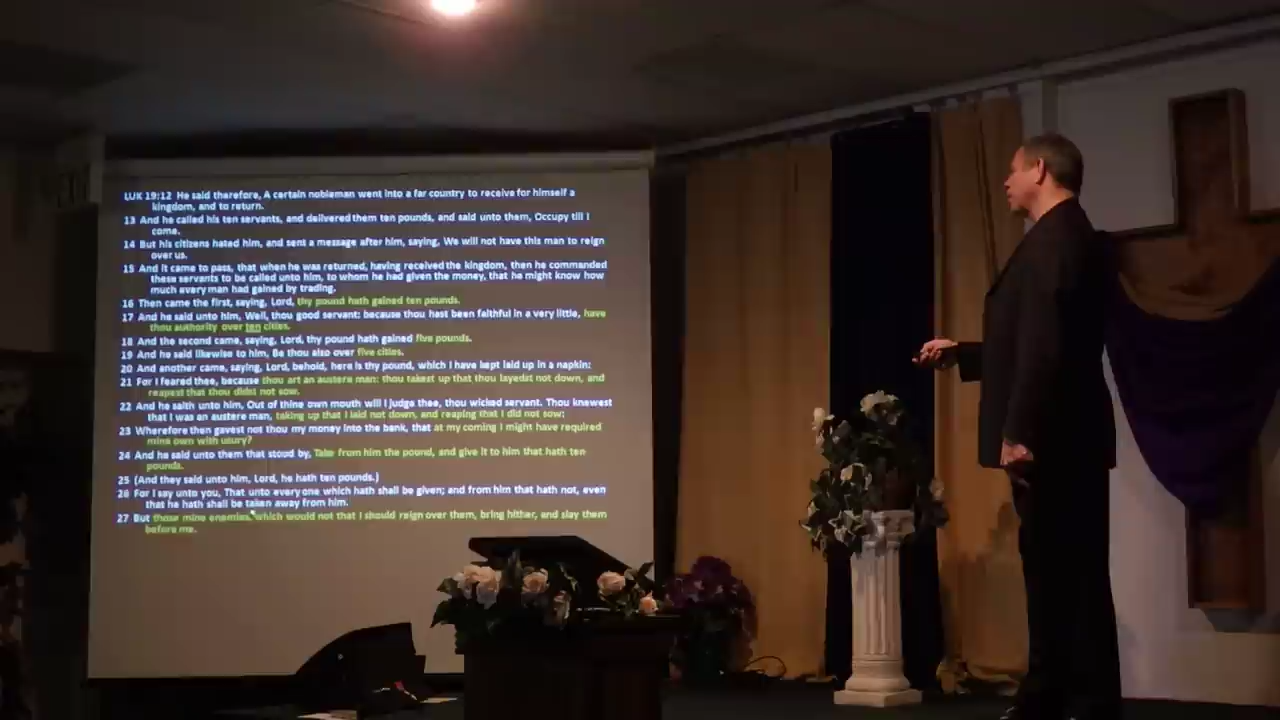 LUK 19:12 He said therefore, A certain nobleman went into a far country to receive for himself a
kingdom, and to return.
13 And he called his ten servants, and delivered them ten pounds, and said unto them, Occupy till I
come.
14 But his citizens hated him, and sent a message after him, saying, We will not have this man to reign
over us.
15 And it came to pass, that when he was returned, having received the kingdom, then he commanded
these servants to be called unto him, to whom he had given the money, that he might know how
much every man had gained by trading.
16 Then came the first, saying, Lord, thy pound hath gained ten pounds.
17 And he said unto him, Well, thou good servant: because thou hast been faithful in a very little, have
thou authority over ten cities.
18 And the second came, saying, Lord, thy pound hath gained five pounds.
19 And he said likewise to him, Be thou also over five cities.
20 And another came, saying, Lord, behold, here is thy pound, which I have kept laid up in a napkin:
21 For I feared thee, because thou art an austere man: thou takest up that thou layedst not down, and
reapest that thou didst not sow.
22 And he saith unto him, Out of thine own mouth will I judge thee, thou wicked servant. Thou knewest
that I was an austere man, taking up that I laid not down, and reaping that I did not sow:
23 Wherefore then gavest not thou my money into the bank, that at my coming I might have required
mine own with usury?
24 And he said unto them that stood by, Take from him the pound, and give it to him that hath ten
pounds.
25 (And they said unto him, Lord, he hath ten pounds.)
26 For I say unto you, That unto every one which hath shall be given; and from him that hath not, even
that he hath shall be taken away from him.
27 But those mine enemies, which would not that I should reign over them, bring hither, and slay them
before me.